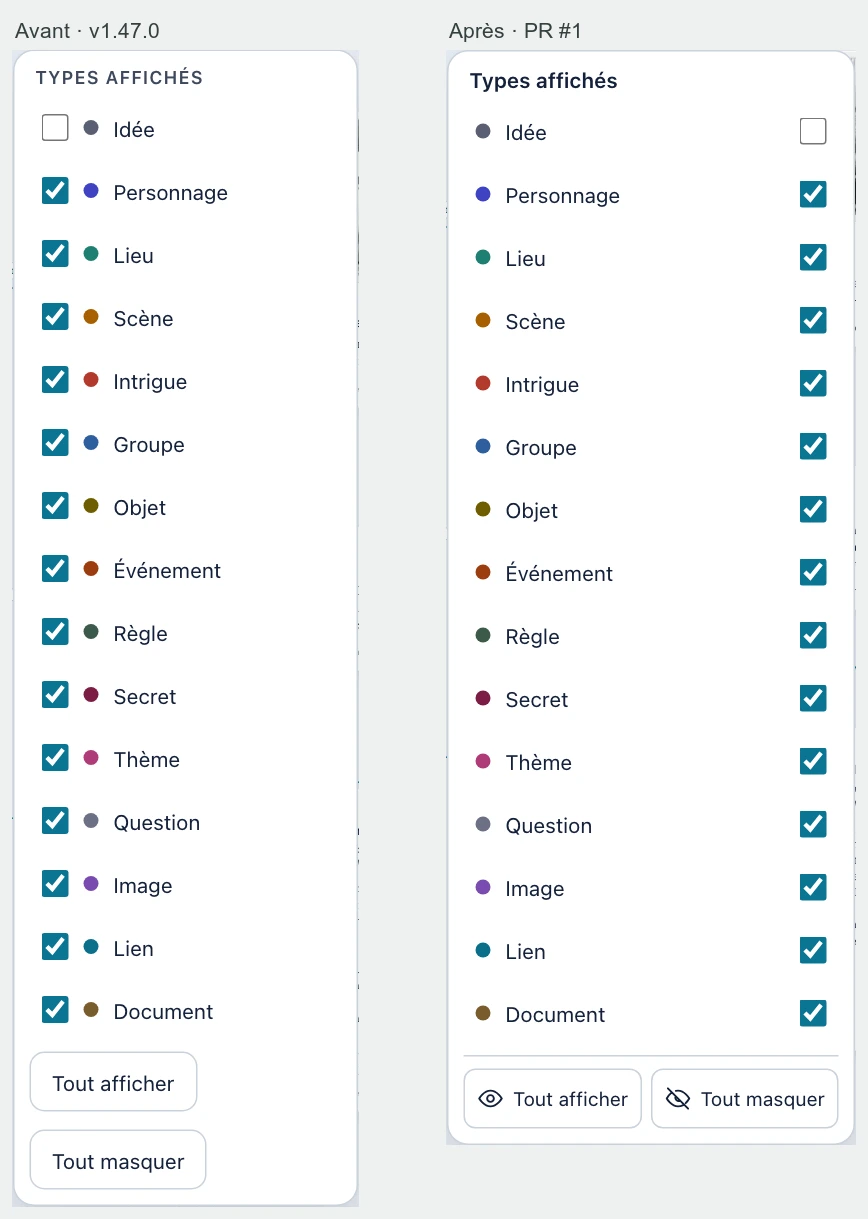 Avant · v1.47.0
TYPES AFFICHÉS
Idée
Personnage
Lieu
Scène
Intrigue
Groupe
Objet
Événement
Règle
Secret
Thème
Question
Image
Lien
Document
Tout afficher
Tout masquer
Après · PR #1
Types affichés
Idée
Personnage
Lieu
Scène
Intrigue
Groupe
Objet
Événement
Règle
Secret
Thème
Question
Image
Lien
Document
Tout afficher
Tout masquer